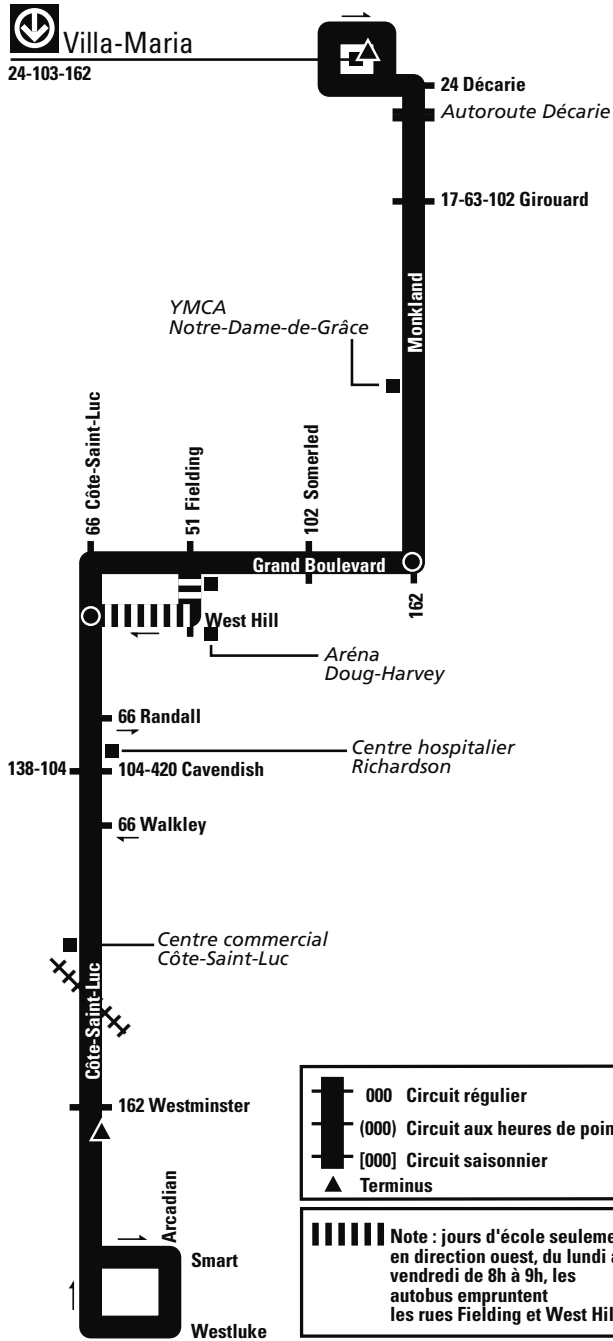 Villa-Maria
24-103-162
24 Décarie
Autoroute Décarie
17-63-102 Girouard
Monkland
YMCA
Notre-Dame-de-Grâce
66 Côte-Saint-Luc
51 Fielding
102 Somerled
Grand Boulevard
162
West Hill
Aréna
Doug-Harvey
66 Randall
Centre hospitalier
Richardson
138-104
104-420 Cavendish
66 Walkley
Centre commercial
Côte-Saint-Luc
Côte-Saint-Luc
162 Westminster
Arcadian
Smart
Westluke
000 Circuit régulier
(000) Circuit aux heures de poin
[000] Circuit saisonnier
Terminus
Note : jours d'école seuleme
en direction ouest, du lundi a
vendredi de 8h à 9h, les
autobus empruntent
les rues Fielding et West Hil